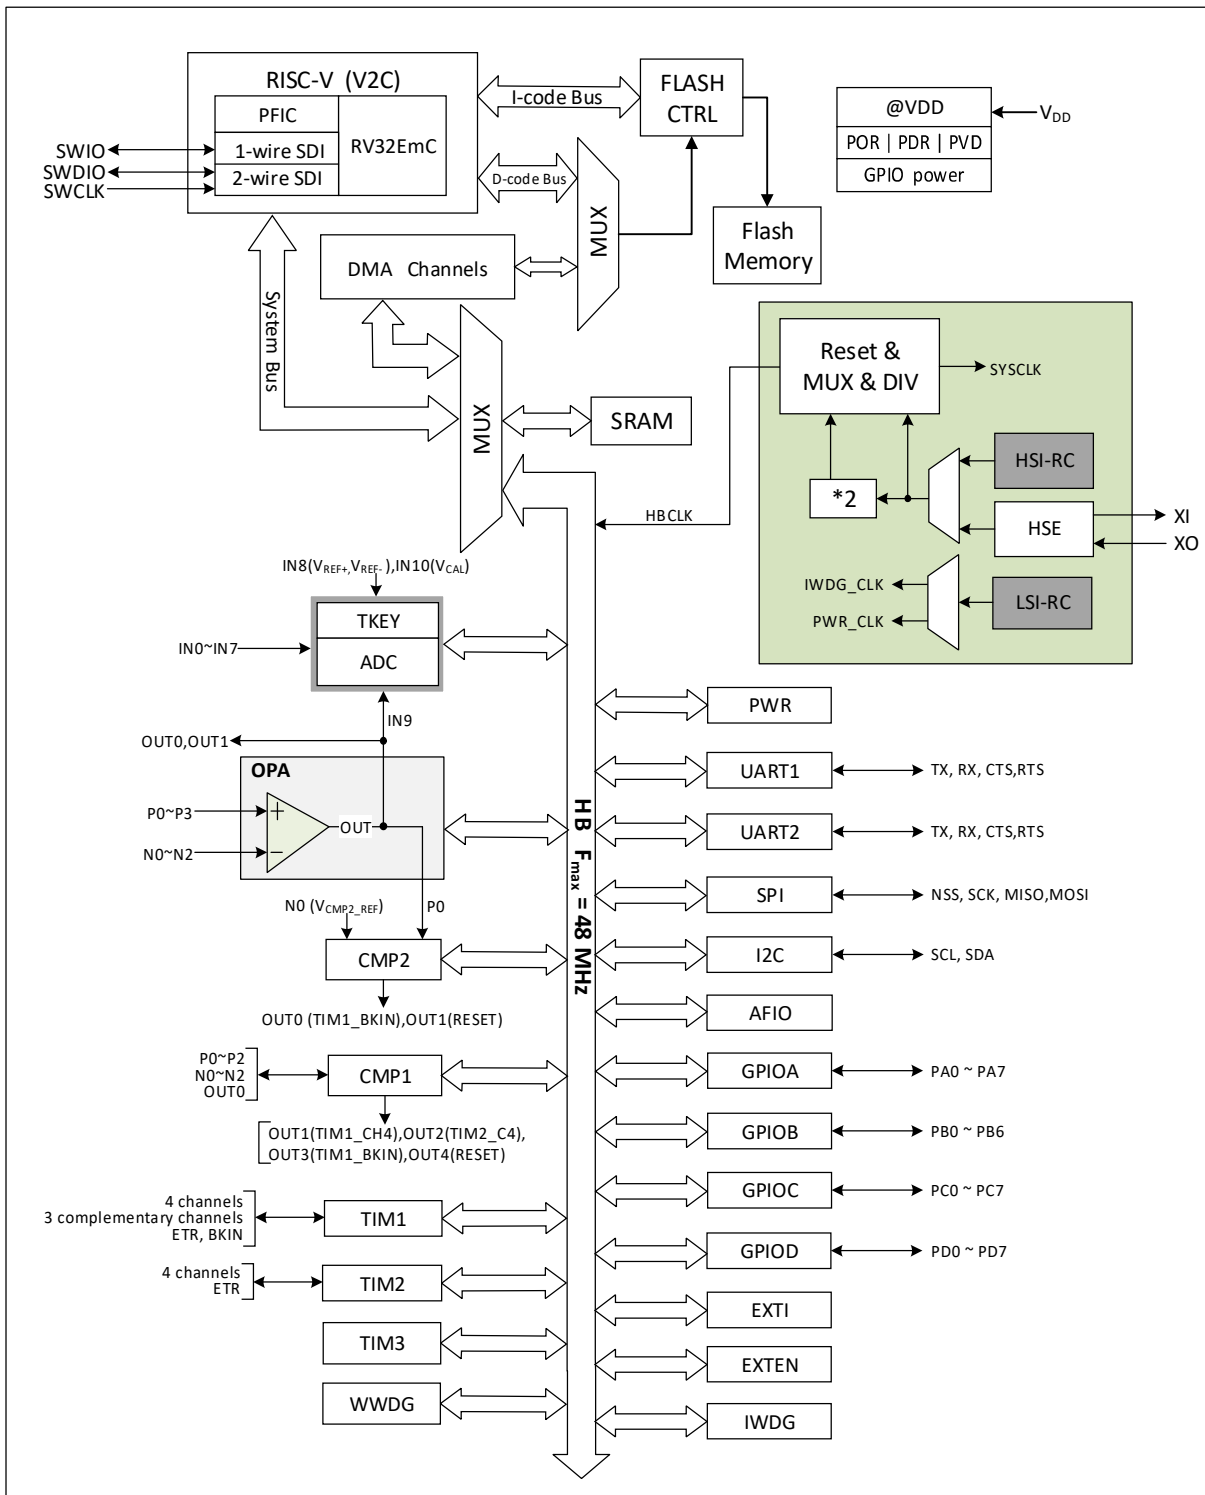 RISC-V (V2C)
PFIC
1-wire SDI
2-wire SDI
RV32EmC
SWIO
SWDIO
SWCLK
I-code Bus
D-code Bus
FLASH
CTRL
MUX
Flash
Memory
@VDD
POR | PDR | PVD
GPIO power
VDD
DMA Channels
System Bus
MUX
SRAM
Reset &
MUX & DIV
SYSCLK
HSI-RC
*2
HSE
XI
XO
HBCLK
IWDG_CLK
PWR_CLK
LSI-RC
IN8(VREF+,VREF-),IN10(VCAL)
TKEY
ADC
IN0~IN7
IN9
OUT0,OUT1
OPA
P0~P3
+
N0~N2
−
OUT
N0 (VCMP2_REF)
P0
CMP2
OUT0 (TIM1_BKIN),OUT1(RESET)
P0~P2
N0~N2
OUT0
CMP1
OUT1(TIM1_CH4),OUT2(TIM2_C4),
OUT3(TIM1_BKIN),OUT4(RESET)
4 channels
3 complementary channels
ETR, BKIN
TIM1
4 channels
ETR
TIM2
TIM3
WWDG
HB Fmax = 48 MHz
PWR
UART1
TX, RX, CTS,RTS
UART2
TX, RX, CTS,RTS
SPI
NSS, SCK, MISO,MOSI
I2C
SCL, SDA
AFIO
GPIOA
PA0 ~ PA7
GPIOB
PB0 ~ PB6
GPIOC
PC0 ~ PC7
GPIOD
PD0 ~ PD7
EXTI
EXTEN
IWDG